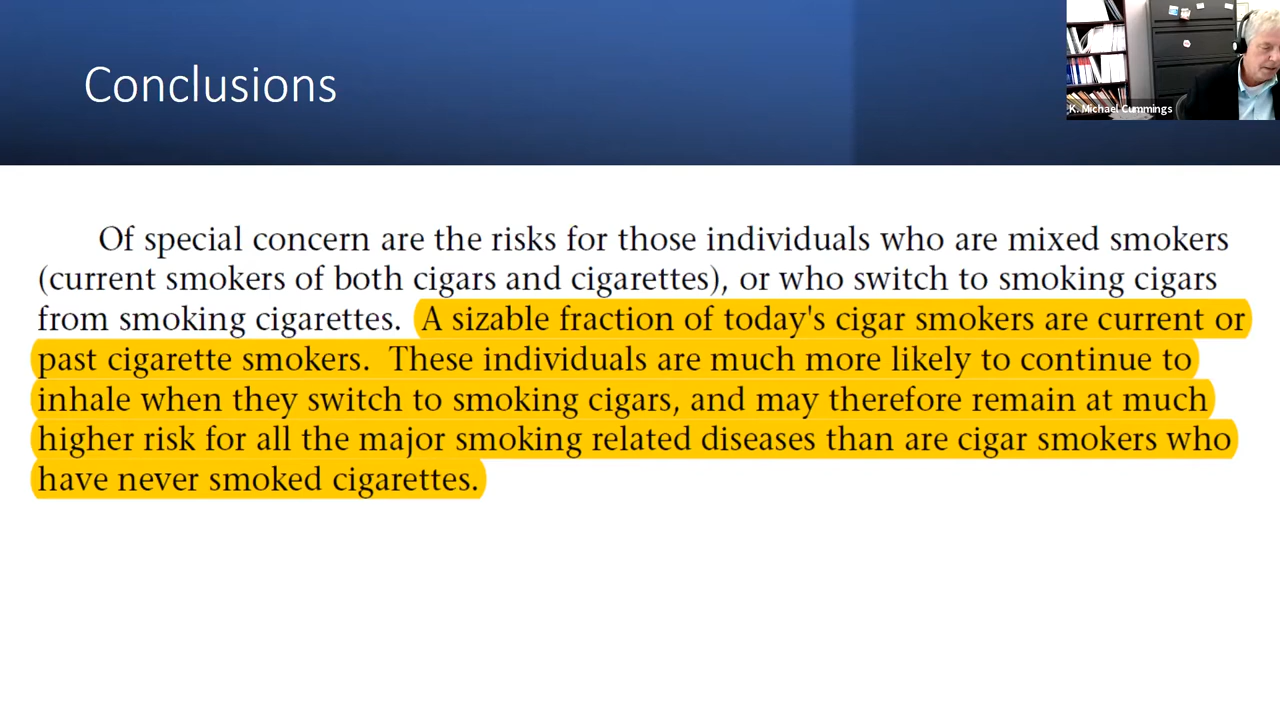 Conclusions
K. Michael Cummings
Of special concern are the risks for those individuals who are mixed smokers
(current smokers of both cigars and cigarettes), or who switch to smoking cigars
from smoking cigarettes. A sizable fraction of today's cigar smokers are current or
past cigarette smokers. These individuals are much more likely to continue to
inhale when they switch to smoking cigars, and may therefore remain at much
higher risk for all the major smoking related diseases than are cigar smokers who
have never smoked cigarettes.